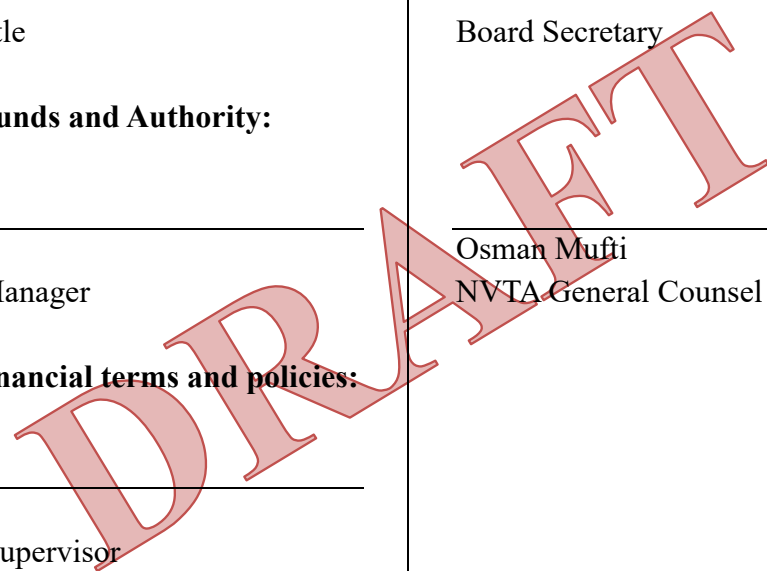 tle
unds and Authority:
Manager
nancial terms and policies:
upervisor
Board Secretary
Osman Mufti
NVTA General Counsel
DRAFT